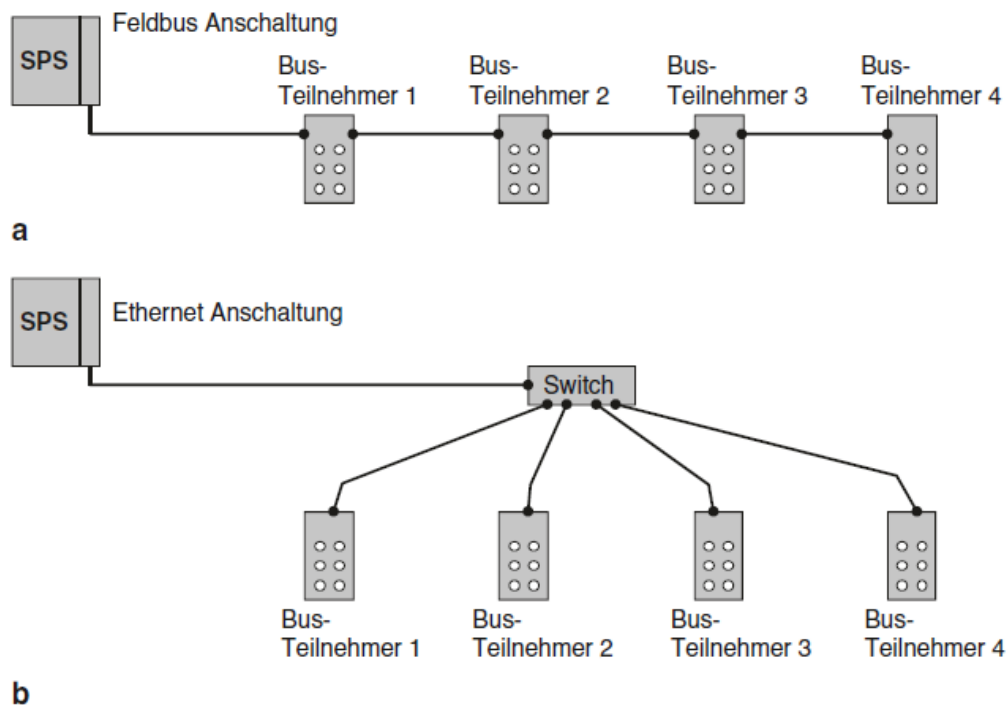 Feldbus Anschaltung
SPS
Bus-
Teilnehmer 1
Bus-
Teilnehmer 2
Bus-
Teilnehmer 3
Bus-
Teilnehmer 4
a
Ethernet Anschaltung
SPS
Switch
Bus-
Teilnehmer 1
Bus-
Teilnehmer 2
Bus-
Teilnehmer 3
Bus-
Teilnehmer 4
b